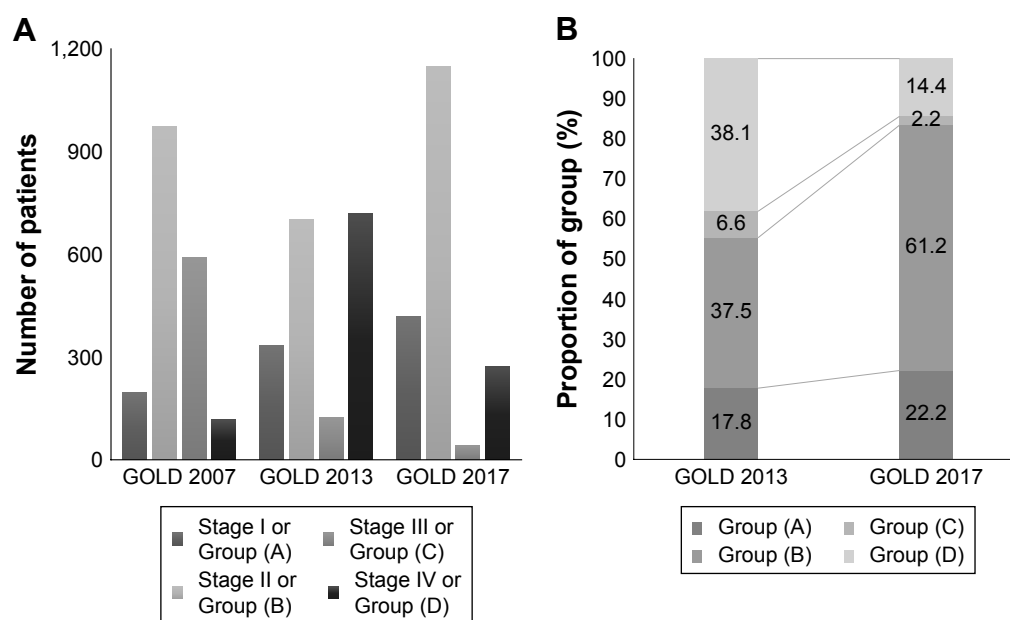 A
Number of patients
1,200
900
600
300
0
GOLD 2007
GOLD 2013
GOLD 2017
Stage I or
Group (A)
Stage III or
Group (C)
Stage II or
Group (B)
Stage IV or
Group (D)
B
Proportion of group (%)
100
90
80
70
60
50
40
30
20
10
0
38.1
6.6
37.5
17.8
14.4
2.2
61.2
22.2
GOLD 2013
GOLD 2017
Group (A)
Group (C)
Group (B)
Group (D)